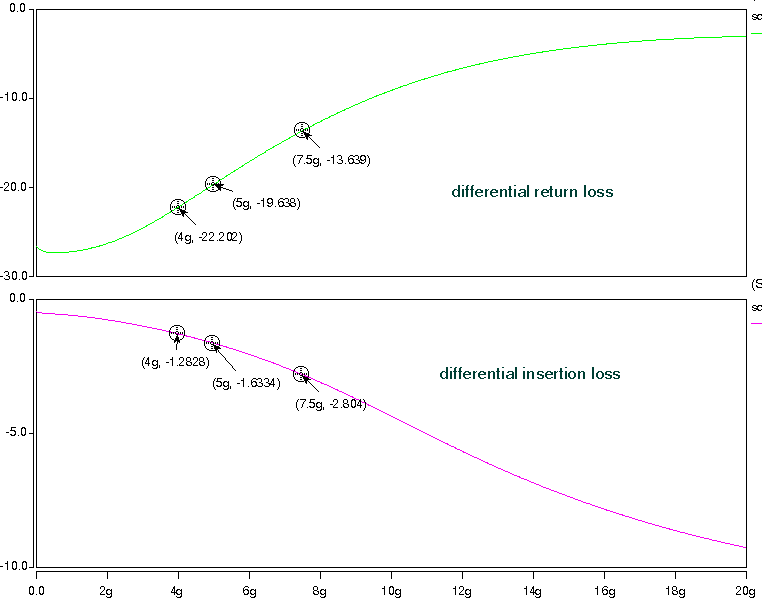 0.0
sc
-10.0
(7.5g, -13.639)
-20.0
differential return loss
(5g, -19.638)
(4g, -22.202)
-30.0
(S
0.0
sc
(4g, -1.2828)
differential insertion loss
(5g, -1.6334)
(7.5g, -2.804)
-5.0
-10.0
0.0 2g 4g 6g 8g 10g 12g 14g 16g 18g 20g